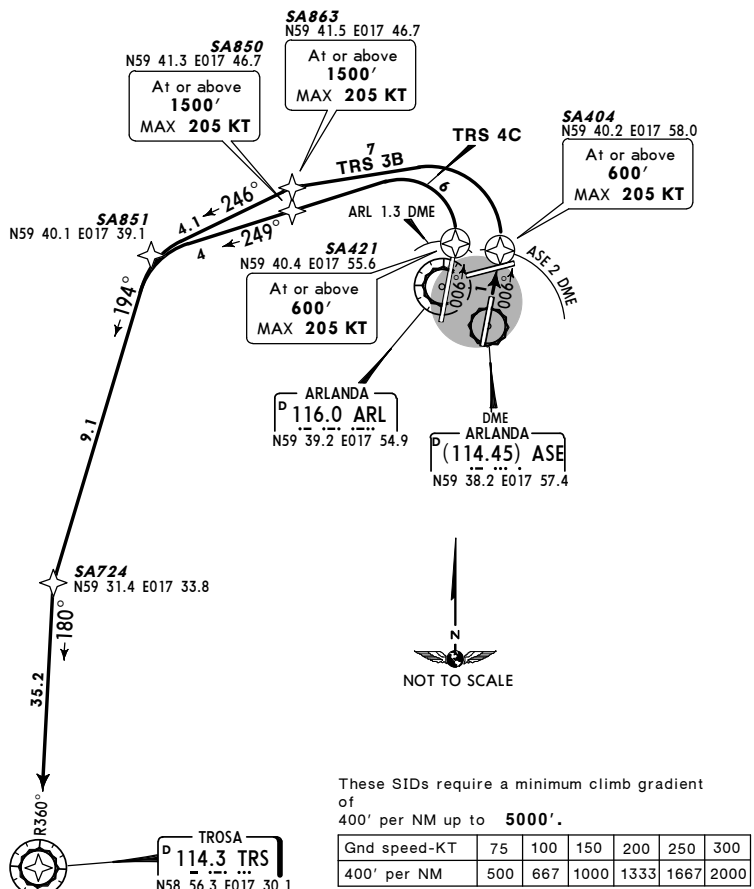 SA863
N59 41.5 E017 46.7
At or above
1500'
MAX 205 KT
SA850
N59 41.3 E017 46.7
At or above
1500'
MAX 205 KT
SA404
N59 40.2 E017 58.0
At or above
600'
MAX 205 KT
7
TRS 3B
TRS 4C
6
4.1
246°
4
249°
SA851
N59 40.1 E017 39.1
ARL 1.3 DME
SA421
N59 40.4 E017 55.6
At or above
600'
MAX 205 KT
ASE 2 DME
006°
1
006°
194°
9.1
ARLANDA
D 116.0 ARL
N59 39.2 E017 54.9
DME
ARLANDA
D (114.45) ASE
N59 38.2 E017 57.4
SA724
N59 31.4 E017 33.8
180°
35.2
N
NOT TO SCALE
R360°
TROSA
D 114.3 TRS
N58 56.3 E017 30.1
These SIDs require a minimum climb gradient
of
400' per NM up to 5000'.
Gnd speed-KT 75 100 150 200 250 300
400' per NM 500 667 1000 1333 1667 2000